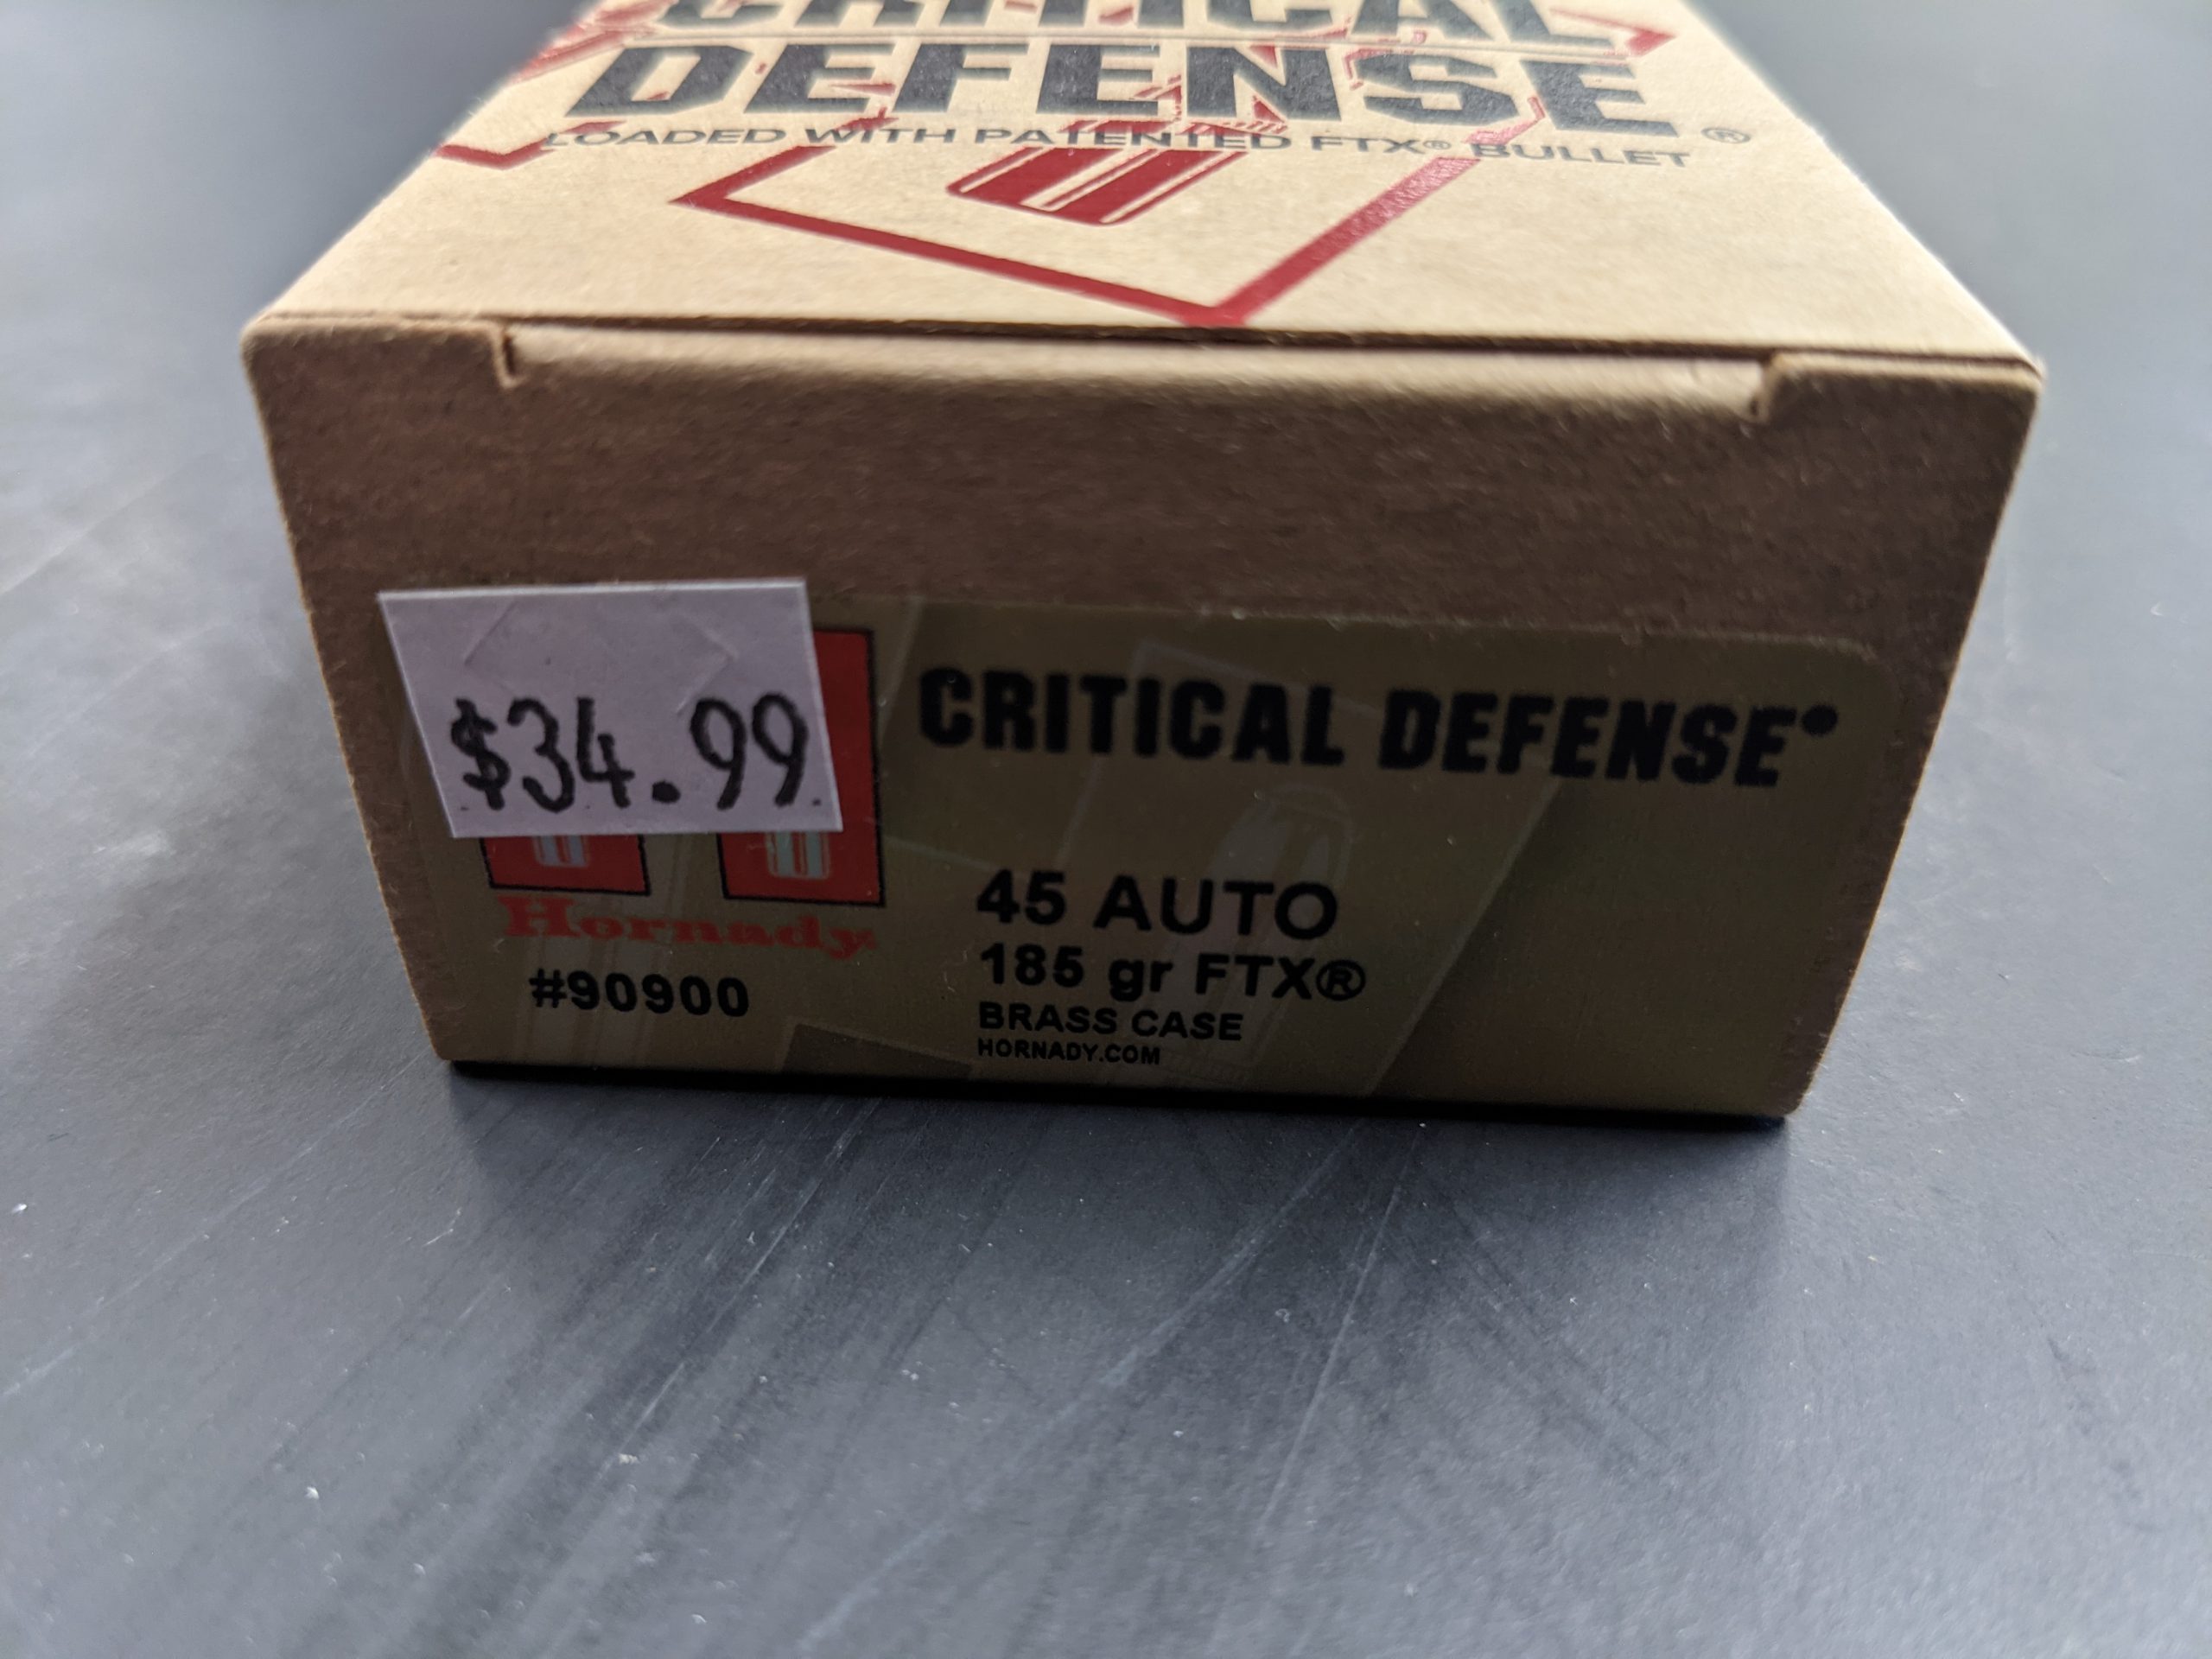 CRITICAL
DEFENSE®
LOADED WITH PATENTED FTX® BULLET
$34.99
CRITICAL DEFENSE®
Hornady
#90900
45 AUTO
185 gr FTX®
BRASS CASE
HORNADY.COM